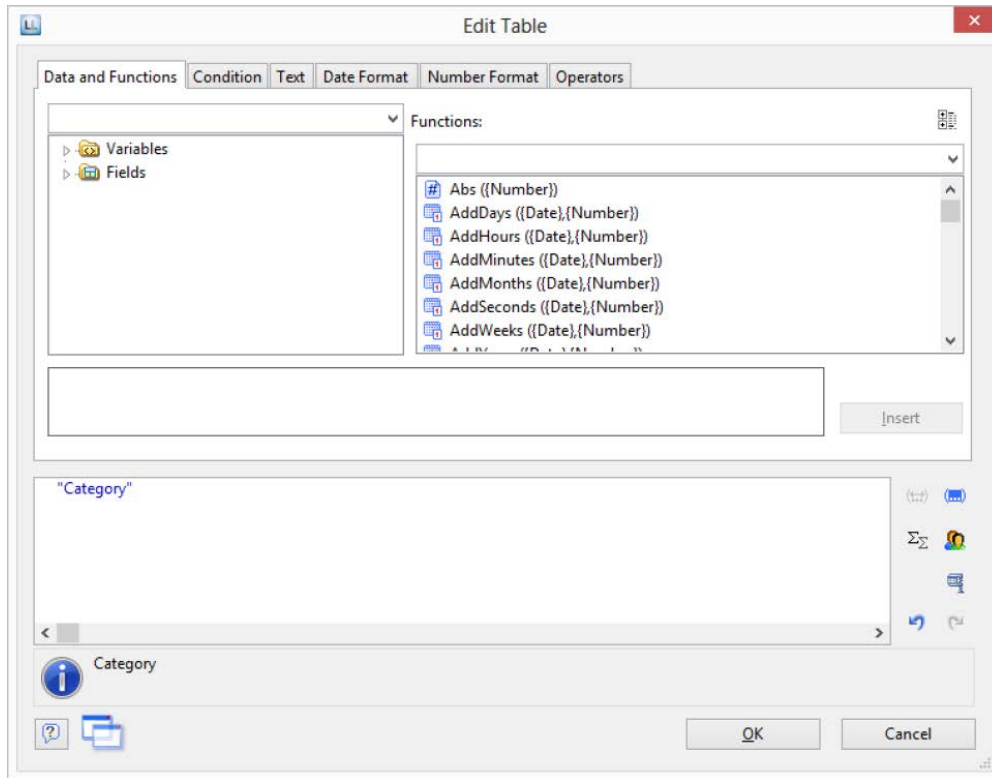 LL
Edit Table
Data and Functions Condition Text Date Format Number Format Operators
Functions:
Variables
Fields
Abs ({Number})
AddDays ({Date},{Number})
AddHours ({Date},{Number})
AddMinutes ({Date},{Number})
AddMonths ({Date},{Number})
AddSeconds ({Date},{Number})
AddWeeks ({Date},{Number})
Insert
"Category"
ΣΣ
Category
OK Cancel